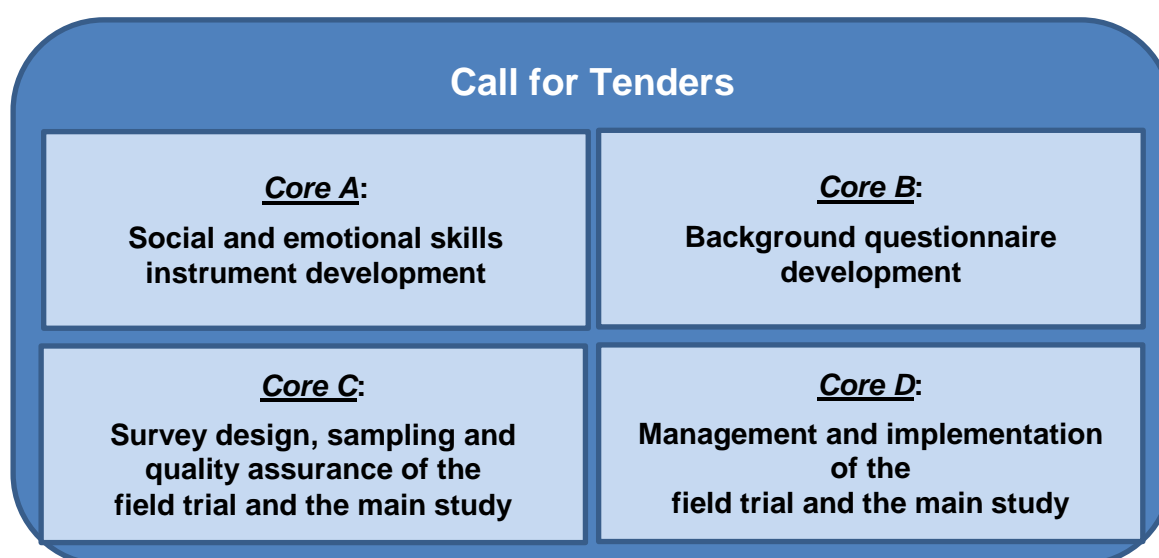 Call for Tenders
Core A:
Social and emotional skills
instrument development
Core B:
Background questionnaire
development
Core C:
Survey design, sampling and
quality assurance of the
field trial and the main study
Core D:
Management and implementation
of the
field trial and the main study